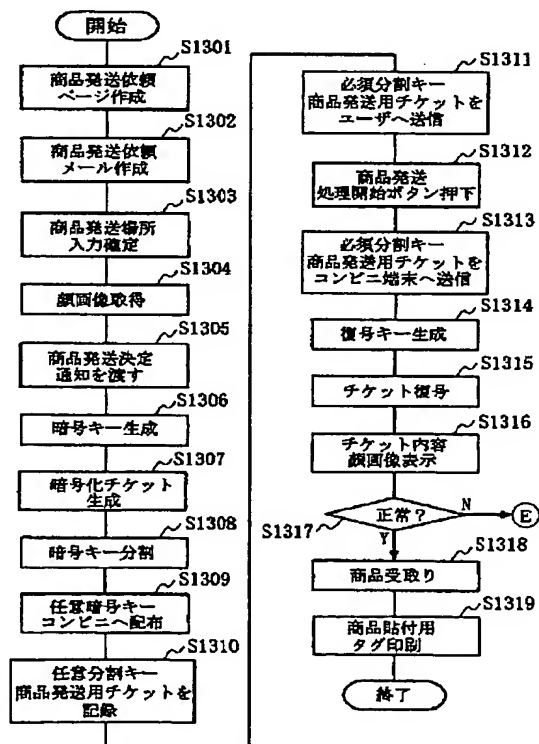 開始
S1301
商品発送依頼
ページ作成
S1302
商品発送依頼
メール作成
S1303
商品発送場所
入力確定
S1304
顔画像取得
S1305
商品発送決定
通知を渡す
S1306
暗号キー生成
S1307
暗号化チケット
生成
S1308
暗号キー分割
S1309
任意暗号キー
コンビニへ配布
S1310
任意分割キー
商品発送用チケットを
記録
S1311
必須分割キー
商品発送用チケットを
ユーザへ送信
S1312
商品発送
処理開始ボタン押下
S1313
必須分割キー
商品発送用チケットを
コンビニ端末へ送信
S1314
復号キー生成
S1315
チケット復号
S1316
チケット内容
顔画像表示
S1317
正常?
N
E
Y
S1318
商品受取り
S1319
商品貼付用
タグ印刷
終了